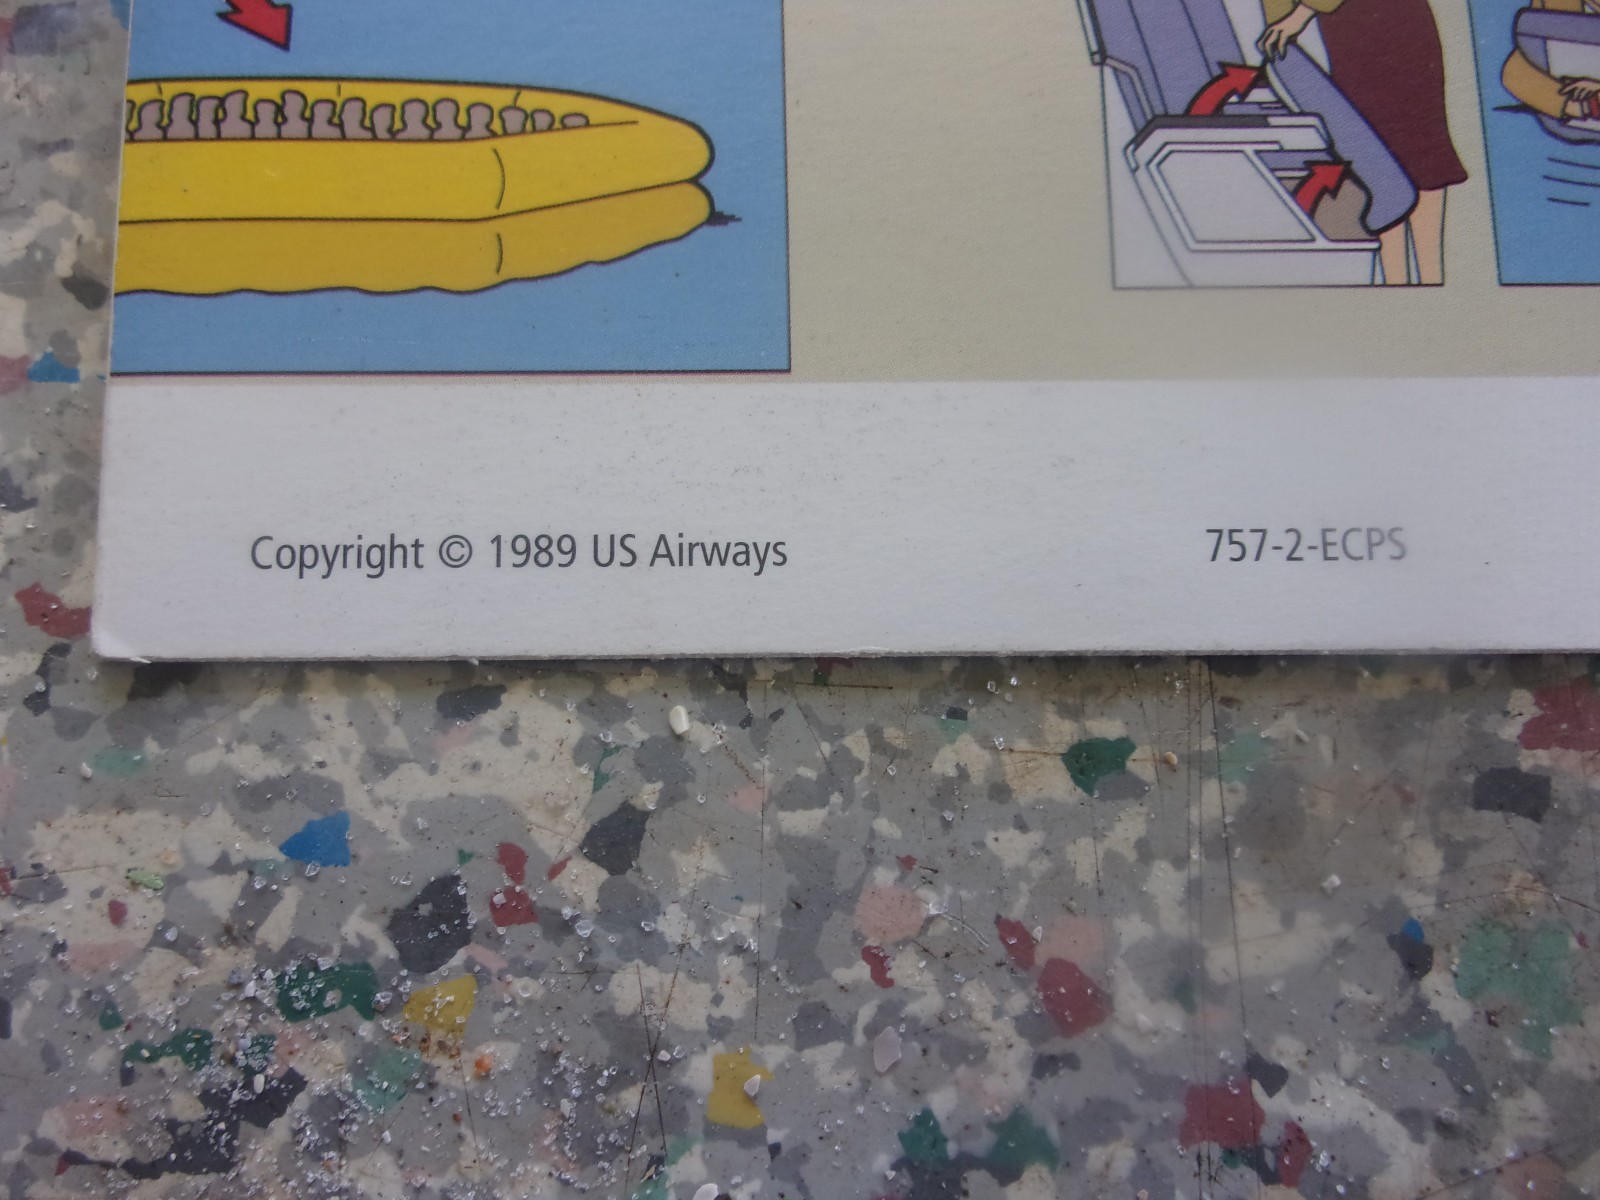 Copyright © 1989 US Airways
757-2-ECPS